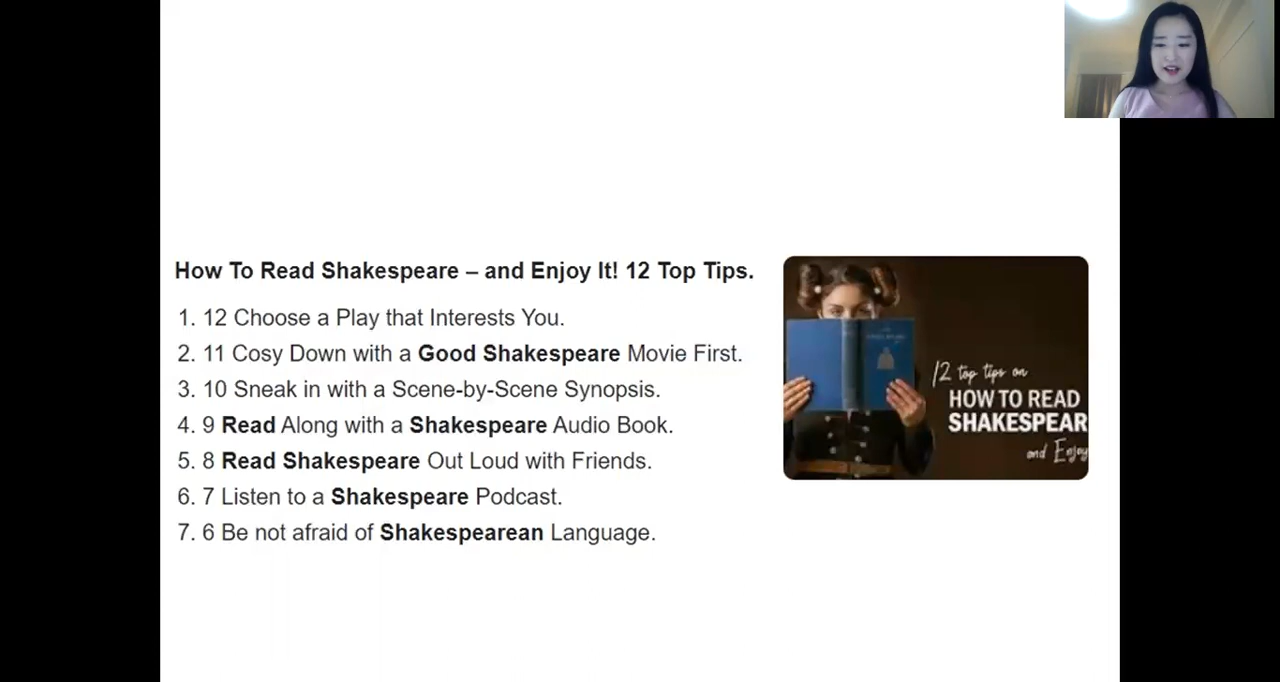 How To Read Shakespeare – and Enjoy It! 12 Top Tips.
1. 12 Choose a Play that Interests You.
2. 11 Cosy Down with a Good Shakespeare Movie First.
3. 10 Sneak in with a Scene-by-Scene Synopsis.
4. 9 Read Along with a Shakespeare Audio Book.
5. 8 Read Shakespeare Out Loud with Friends.
6. 7 Listen to a Shakespeare Podcast.
7. 6 Be not afraid of Shakespearean Language.
12 top tips on
HOW TO READ
SHAKESPEAR
and Enjoy